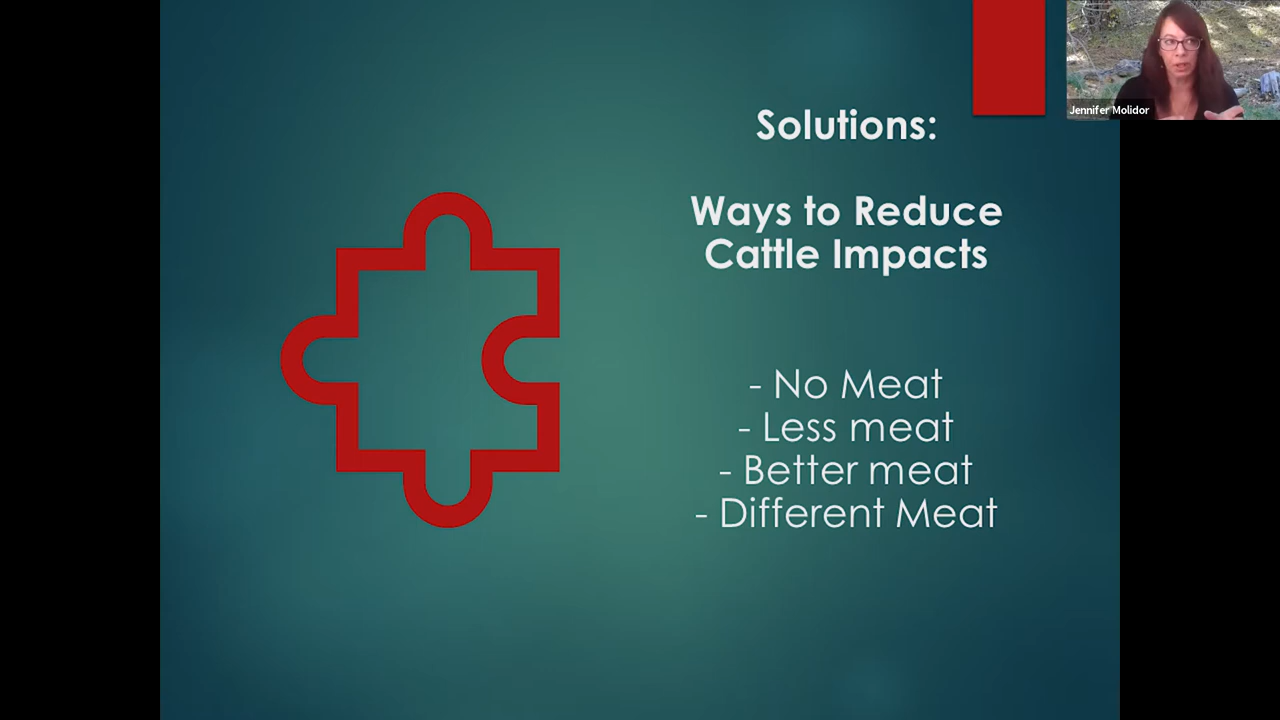 Jennifer Molidor
Solutions:
Ways to Reduce
Cattle Impacts
- No Meat
- Less meat
- Better meat
- Different Meat